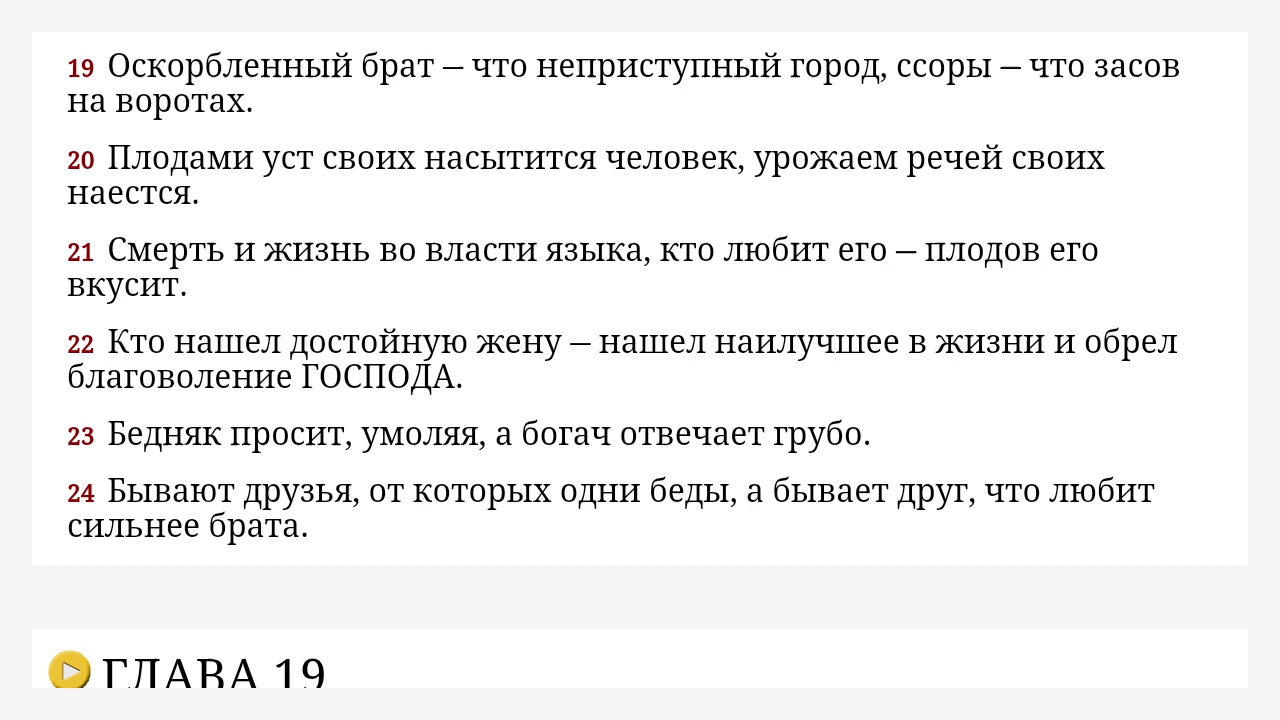 19 Оскорбленный брат – что неприступный город, ссоры – что засов
на воротах.
20 Плодами уст своих насытится человек, урожаем речей своих
наестся.
21 Смерть и жизнь во власти языка, кто любит его – плодов его
вкусит.
22 Кто нашел достойную жену – нашел наилучшее в жизни и обрел
благоволение ГОСПОДА.
23 Бедняк просит, умоляя, а богач отвечает грубо.
24 Бывают друзья, от которых одни беды, а бывает друг, что любит
сильнее брата.
ГЛАВА 19